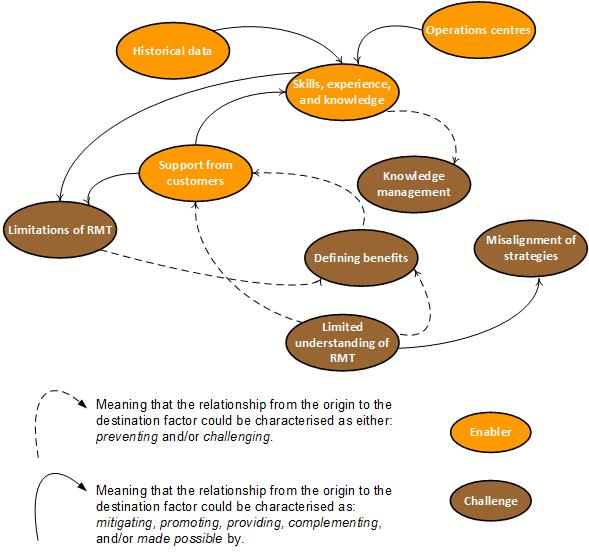 Operations centres
Historical data
Skills, experience,
and knowledge
Support from
customers
Knowledge
management
Limitations of RMT
Misalignment of
strategies
Defining benefits
Limited
understanding of
RMT
Meaning that the relationship from the origin to the
destination factor could be characterised as either:
preventing and/or challenging.
Enabler
Meaning that the relationship from the origin to the
destination factor could be characterised as:
mitigating, promoting, providing, complementing,
and/or made possible by.
Challenge